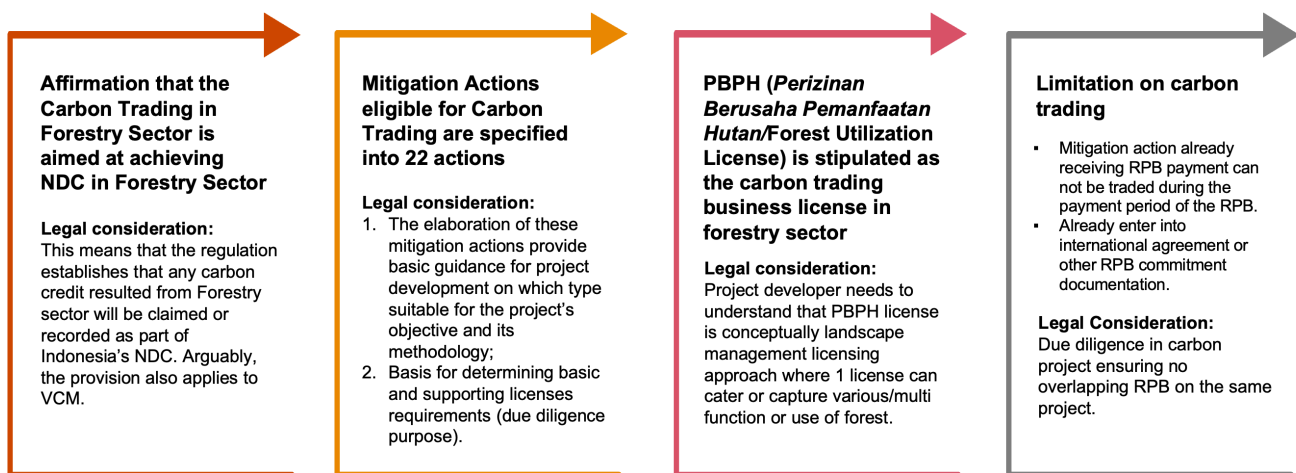 Affirmation that the
Carbon Trading in
Forestry Sector is
aimed at achieving
NDC in Forestry Sector
Legal consideration:
This means that the regulation
establishes that any carbon
credit resulted from Forestry
sector will be claimed or
recorded as part of
Indonesia's NDC. Arguably,
the provision also applies to
VCM.
Mitigation Actions
eligible for Carbon
Trading are specified
into 22 actions
Legal consideration:
1. The elaboration of these
mitigation actions provide
basic guidance for project
development on which type
suitable for the project's
objective and its
methodology;
2. Basis for determining basic
and supporting licenses
requirements (due diligence
purpose).
PBPH (Perizinan
Berusaha Pemanfaatan
Hutan/Forest Utilization
License) is stipulated as
the carbon trading
business license in
forestry sector
Legal consideration:
Project developer needs to
understand that PBPH license
is conceptually landscape
management licensing
approach where 1 license can
cater or capture various/multi
function or use of forest.
Limitation on carbon
trading
▪ Mitigation action already
receiving RPB payment can
not be traded during the
payment period of the RPB.
▪ Already enter into
international agreement or
other RPB commitment
documentation.
Legal Consideration:
Due diligence in carbon
project ensuring no
overlapping RPB on the same
project.